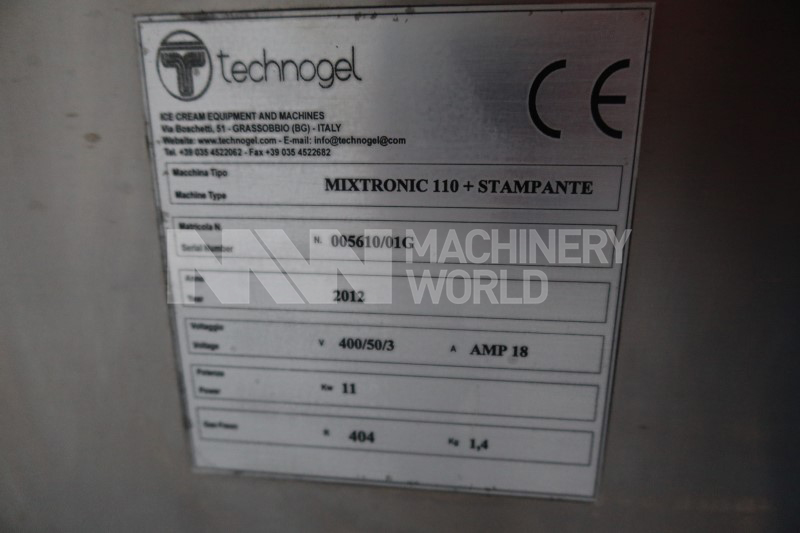 technogel
CE
ICE CREAM EQUIPMENT AND MACHINES
Via Boschetti, 51 - GRASSOBBIO (BG) - ITALY
Website: www.technogel.com - E-mail: info@technogel@com
Tel. +39 035 4522062 - Fax +39 035 4522682
Macchina Tipo
Machine Type MIXTRONIC 110 + STAMPANTE
Matricola N.
Serial Number N. 005610/01G
MW MACHINERY WORLD
Anno
Year 2012
Voltaggio
Voltage V 400/50/3 A AMP 18
Potenza
Power Kw 11
Gas Freon R 404 Kg 1,4